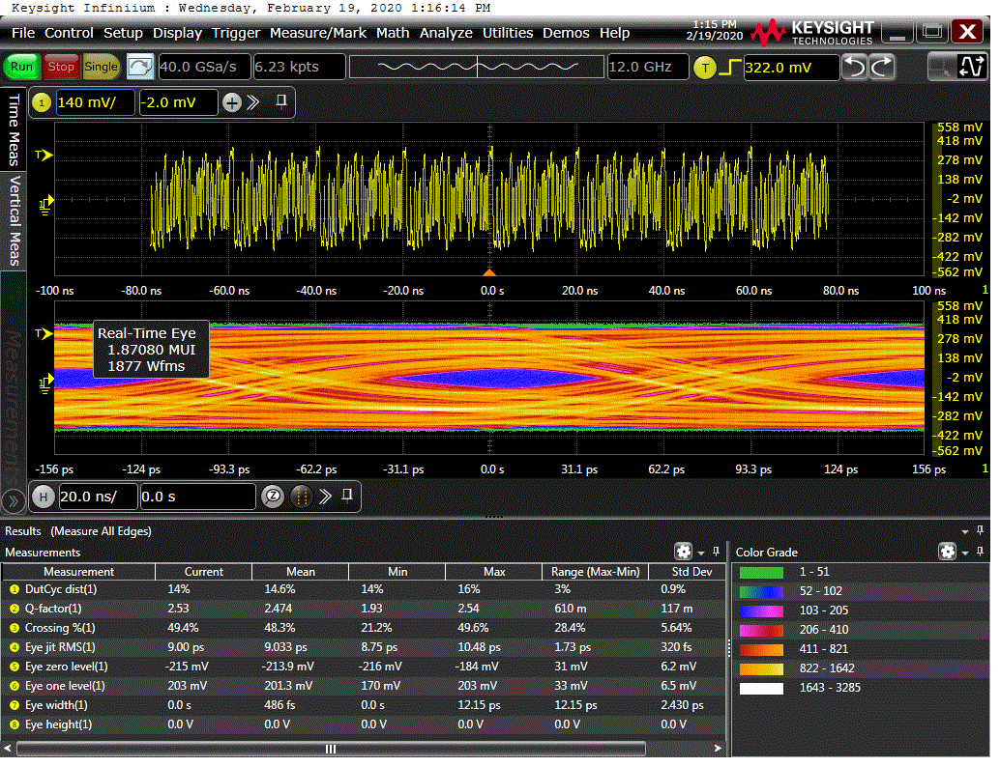 Keysight Infiniium : Wednesday, February 19, 2020 1:16:14 PM
File Control Setup Display Trigger Measure/Mark Math Analyze Utilities Demos Help
1:15 PM
2/19/2020
KEYSIGHT
TECHNOLOGIES
Run Stop Single 40.0 GSa/s 6.23 kpts 12.0 GHz T 322.0 mV
1 140 mV/ -2.0 mV
Time Meas
Vertical Meas
Measurements
T
1
558 mV
418 mV
278 mV
138 mV
-2 mV
-142 mV
-282 mV
-422 mV
-562 mV
-100 ns -80.0 ns -60.0 ns -40.0 ns -20.0 ns 0.0 s 20.0 ns 40.0 ns 60.0 ns 80.0 ns 100 ns 1
Real-Time Eye
1.87080 MUI
1877 Wfms
T
1
558 mV
418 mV
278 mV
138 mV
-2 mV
-142 mV
-282 mV
-422 mV
-562 mV
-156 ps -124 ps -93.3 ps -62.2 ps -31.1 ps 0.0 s 31.1 ps 62.2 ps 93.3 ps 124 ps 156 ps 1
H 20.0 ns/ 0.0 s
Results (Measure All Edges)
Measurements
Measurement Current Mean Min Max Range (Max-Min) Std Dev
1 DutCyc dist(1) 14% 14.6% 14% 16% 3% 0.9%
2 Q-factor(1) 2.53 2.474 1.93 2.54 610 m 117 m
3 Crossing %(1) 49.4% 48.3% 21.2% 49.6% 28.4% 5.64%
4 Eye jit RMS(1) 9.00 ps 9.033 ps 8.75 ps 10.48 ps 1.73 ps 320 fs
5 Eye zero level(1) -215 mV -213.9 mV -216 mV -184 mV 31 mV 6.2 mV
6 Eye one level(1) 203 mV 201.3 mV 170 mV 203 mV 33 mV 6.5 mV
7 Eye width(1) 0.0 s 486 fs 0.0 s 12.15 ps 12.15 ps 2.430 ps
8 Eye height(1) 0.0 V 0.0 V 0.0 V 0.0 V 0.0 V 0.0 V
Color Grade
1 - 51
52 - 102
103 - 205
206 - 410
411 - 821
822 - 1642
1643 - 3285